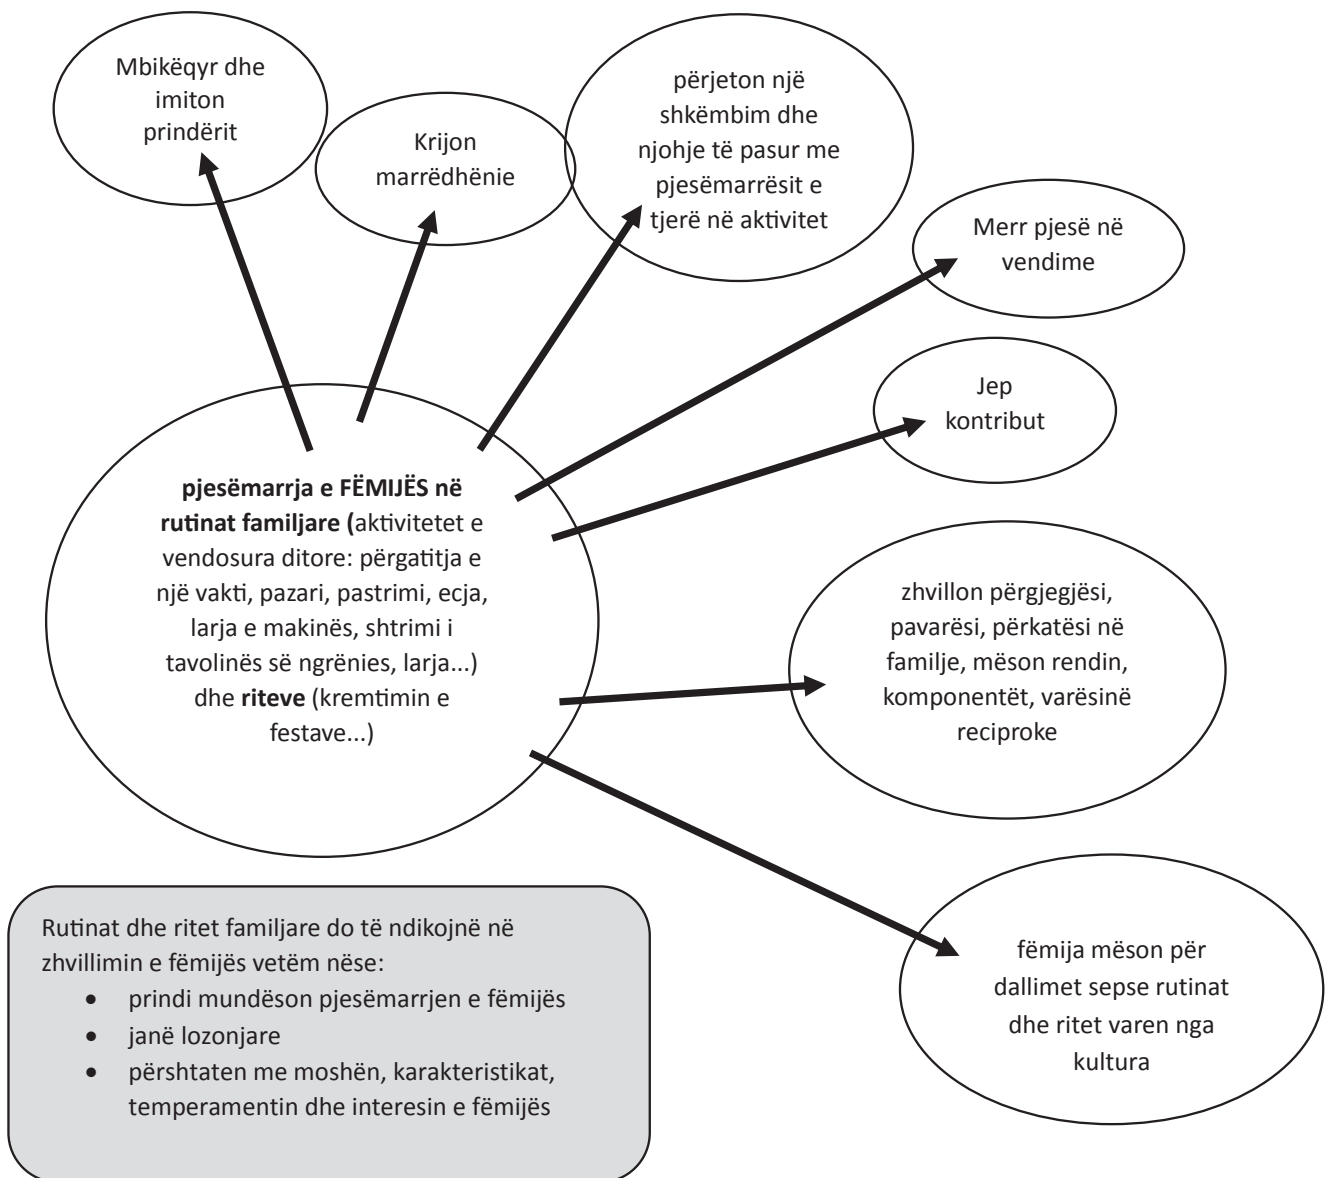 Mbikëqyr dhe
imiton
prindërit
Krijon
marrëdhënie
përjeton një
shkëmbim dhe
njohje të pasur me
pjesëmarrësit e
tjerë në aktivitet
Merr pjesë në
vendime
Jep
kontribut
pjesëmarrja e FËMIJËS në
rutinat familjare (aktivitetet e
vendosura ditore: përgatitja e
një vakti, pazari, pastrimi, ecja,
larja e makinës, shtrimi i
tavolinës së ngrënies, larja...)
dhe riteve (kremtimin e
festave...)
zhvillon përgjegjësi,
pavarësi, përkatësi në
familje, mëson rendin,
komponentët, varësinë
reciproke
fëmija mëson për
dallimet sepse rutinat
dhe ritet varen nga
kultura
Rutinat dhe ritet familjare do të ndikojnë në
zhvillimin e fëmijës vetëm nëse:
• prindi mundëson pjesëmarrjen e fëmijës
• janë lozonjare
• përshtaten me moshën, karakteristikat,
temperamentin dhe interesin e fëmijës